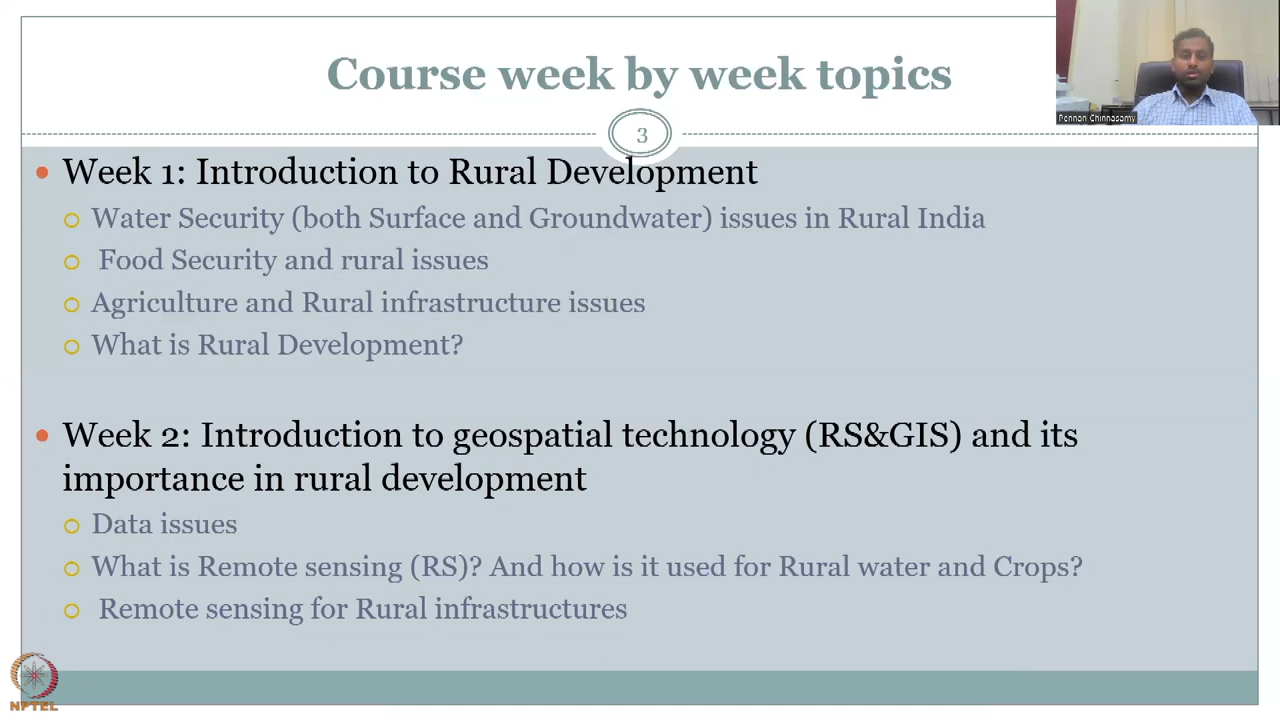 Course week by week topics
Pennan Chinnasamy
3
Week 1: Introduction to Rural Development
Water Security (both Surface and Groundwater) issues in Rural India
Food Security and rural issues
Agriculture and Rural infrastructure issues
What is Rural Development?
Week 2: Introduction to geospatial technology (RS&GIS) and its
importance in rural development
Data issues
What is Remote sensing (RS)? And how is it used for Rural water and Crops?
Remote sensing for Rural infrastructures
NPTEL